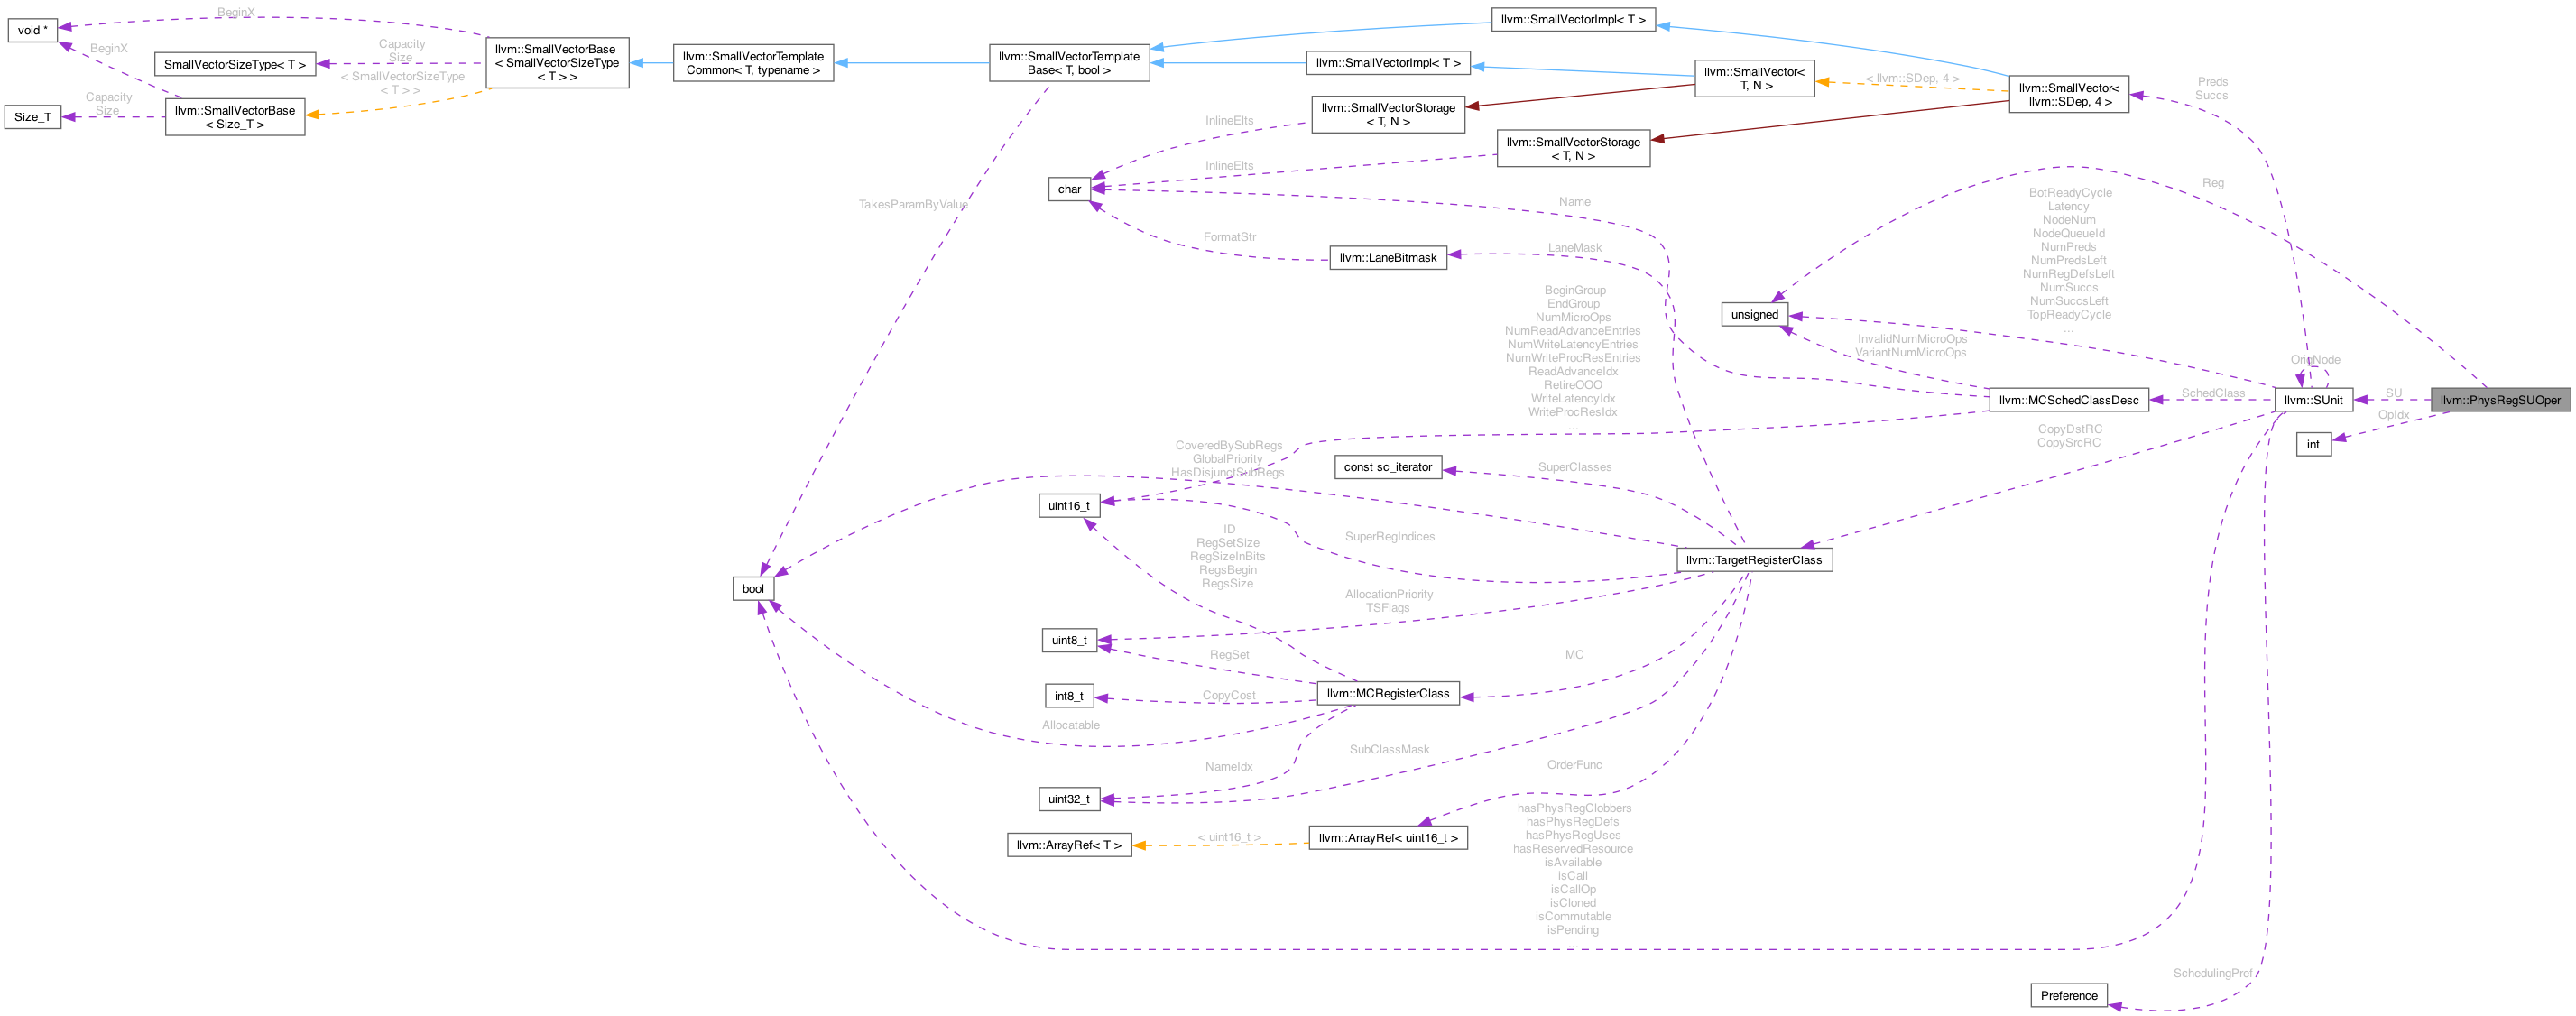 BeginX
void *
BeginX
Capacity
Size
SmallVectorSizeType< T >
< SmallVectorSizeType
< T > >
Capacity
Size
Size_T
llvm::SmallVectorBase
< Size_T >
llvm::SmallVectorBase
< SmallVectorSizeType
< T > >
llvm::SmallVectorTemplate
Common< T, typename >
llvm::SmallVectorTemplate
Base< T, bool >
llvm::SmallVectorImpl< T >
llvm::SmallVectorImpl< T >
llvm::SmallVector<
T, N >
< llvm::SDep, 4 >
llvm::SmallVector<
llvm::SDep, 4 >
Preds
Succs
llvm::SmallVectorStorage
< T, N >
llvm::SmallVectorStorage
< T, N >
InlineElts
InlineElts
char
TakesParamByValue
Name
FormatStr
llvm::LaneBitmask
LaneMask
Reg
BotReadyCycle
Latency
NodeNum
NodeQueueId
NumPreds
NumPredsLeft
NumRegDefsLeft
NumSuccs
NumSuccsLeft
TopReadyCycle
...
unsigned
InvalidNumMicroOps
VariantNumMicroOps
BeginGroup
EndGroup
NumMicroOps
NumReadAdvanceEntries
NumWriteLatencyEntries
NumWriteProcResEntries
ReadAdvanceIdx
RetireOOO
WriteLatencyIdx
WriteProcResIdx
...
OrigNode
llvm::MCSchedClassDesc
SchedClass
llvm::SUnit
SU
llvm::PhysRegSUOper
OpIdx
int
CopyDstRC
CopySrcRC
CoveredBySubRegs
GlobalPriority
HasDisjunctSubRegs
const sc_iterator
SuperClasses
uint16_t
SuperRegIndices
ID
RegSetSize
RegSizeInBits
RegsBegin
RegsSize
llvm::TargetRegisterClass
bool
AllocationPriority
TSFlags
uint8_t
RegSet
MC
int8_t
CopyCost
llvm::MCRegisterClass
Allocatable
SubClassMask
NameIdx
OrderFunc
uint32_t
hasPhysRegClobbers
hasPhysRegDefs
hasPhysRegUses
hasReservedResource
isAvailable
isCall
isCallOp
isCloned
isCommutable
isPending
...
llvm::ArrayRef< T >
< uint16_t >
llvm::ArrayRef< uint16_t >
SchedulingPref
Preference